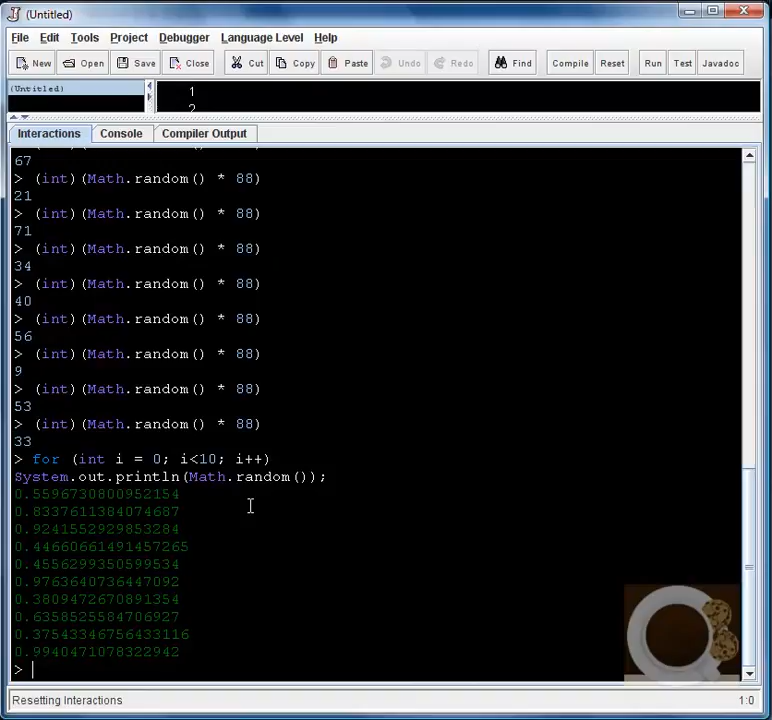 (Untitled)
File Edit Tools Project Debugger Language Level Help
New Open Save Close Cut Copy Paste Undo Redo Find Compile Reset Run Test Javadoc
(Untitled)
1
2
Interactions Console Compiler Output
67
> (int)(Math.random() * 88)
21
> (int)(Math.random() * 88)
71
> (int)(Math.random() * 88)
34
> (int)(Math.random() * 88)
40
> (int)(Math.random() * 88)
56
> (int)(Math.random() * 88)
9
> (int)(Math.random() * 88)
53
> (int)(Math.random() * 88)
33
> for (int i = 0; i<10; i++)
System.out.println(Math.random());
0.5596730800952154
0.8337611384074687
0.9241552929853284
0.44660661491457265
0.4556299350599534
0.9763640736447092
0.3809472670891354
0.6358525584706927
0.37543346756433116
0.9940471078322942
>
Resetting Interactions 1:0